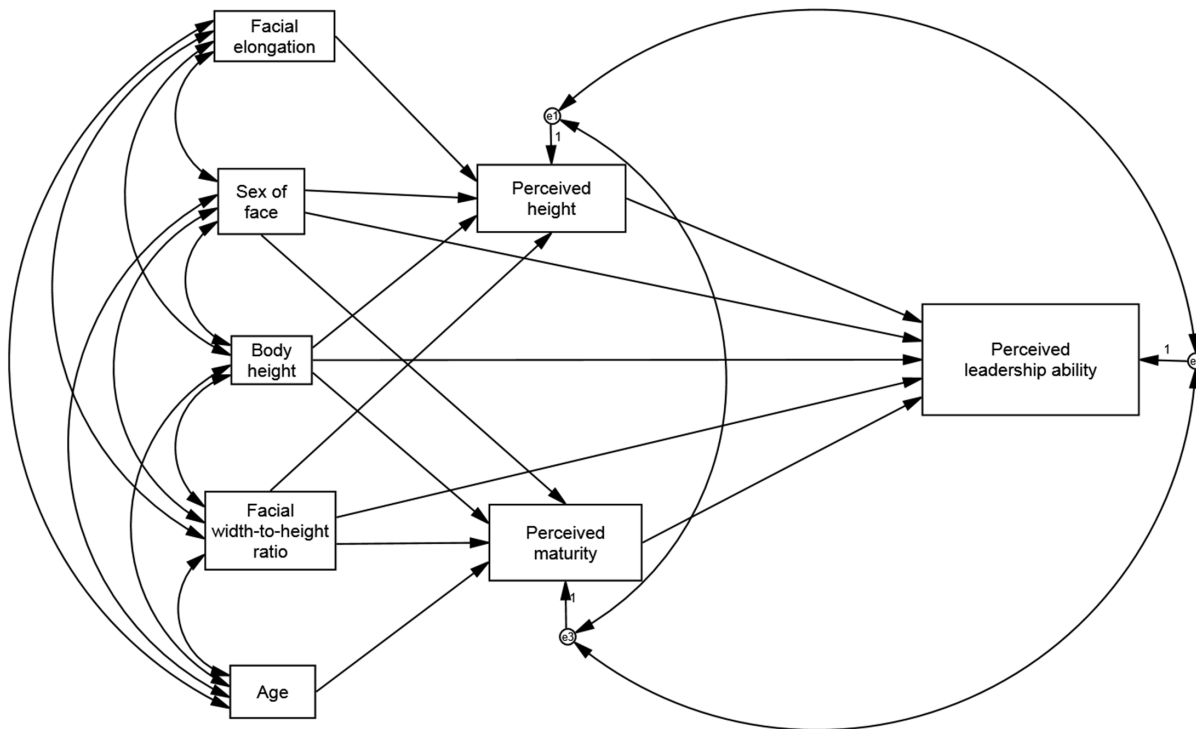 Facial
elongation
e1
1
Sex of
face
Perceived
height
Body
height
Perceived
leadership ability
1
e
Facial
width-to-height
ratio
Perceived
maturity
1
e3
Age